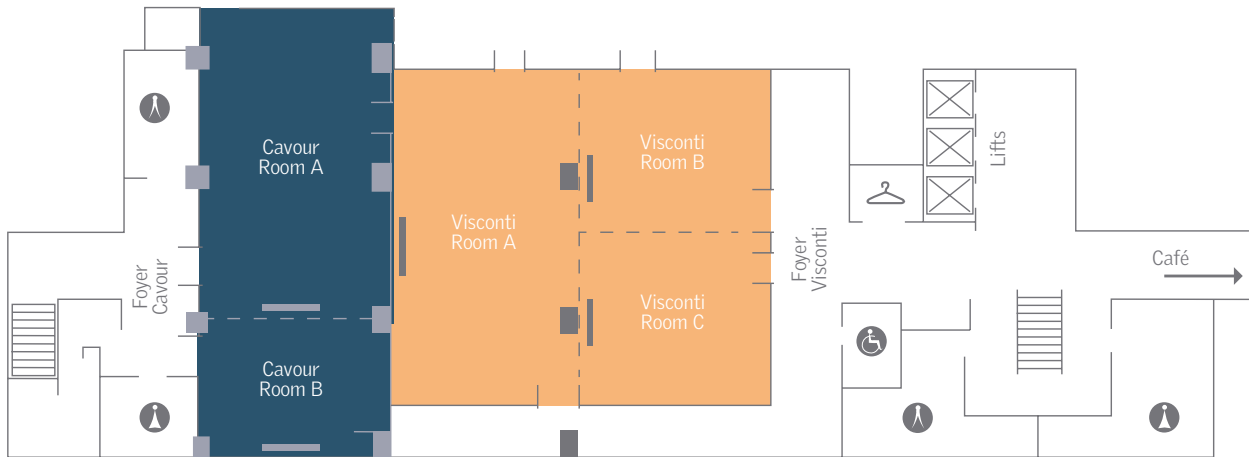 Cavour
Room A
Visconti
Room B
Lifts
Visconti
Room A
Foyer
Cavour
Foyer
Visconti
Café
Visconti
Room C
Cavour
Room B